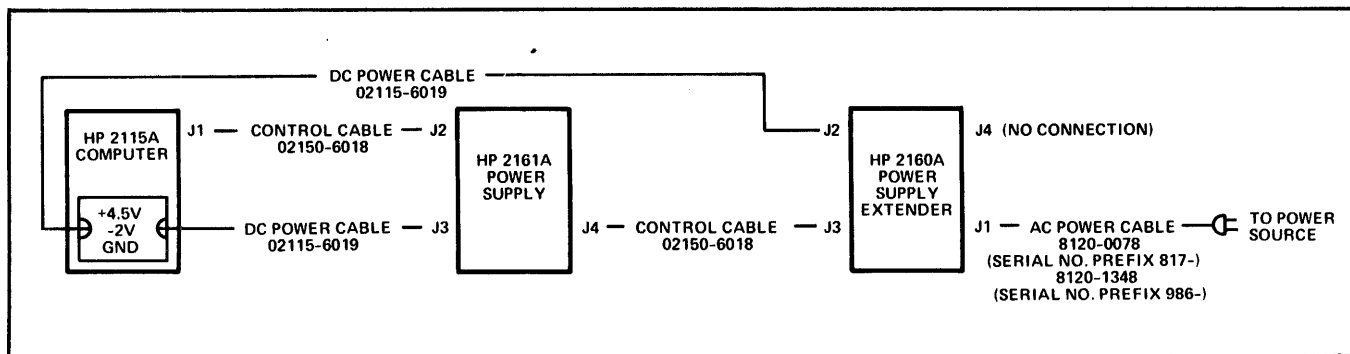 DC POWER CABLE
02115-6019
HP 2115A
COMPUTER
J1
CONTROL CABLE
02150-6018
J2
+4.5V
-2V
GND
DC POWER CABLE
02115-6019
J3
HP 2161A
POWER
SUPPLY
J4
CONTROL CABLE
02150-6018
J3
J2
HP 2160A
POWER
SUPPLY
EXTENDER
J4 (NO CONNECTION)
J1
AC POWER CABLE
8120-0078
(SERIAL NO. PREFIX 817-)
8120-1348
(SERIAL NO. PREFIX 986-)
TO POWER
SOURCE